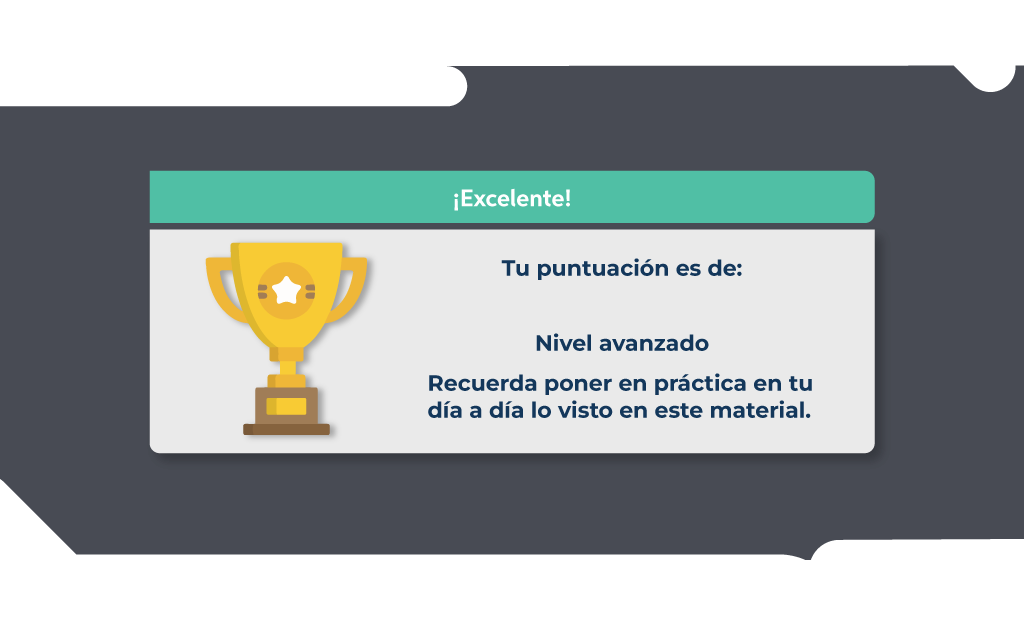 ¡Excelente!
Tu puntuación es de:
Nivel avanzado
Recuerda poner en práctica en tu
día a día lo visto en este material.